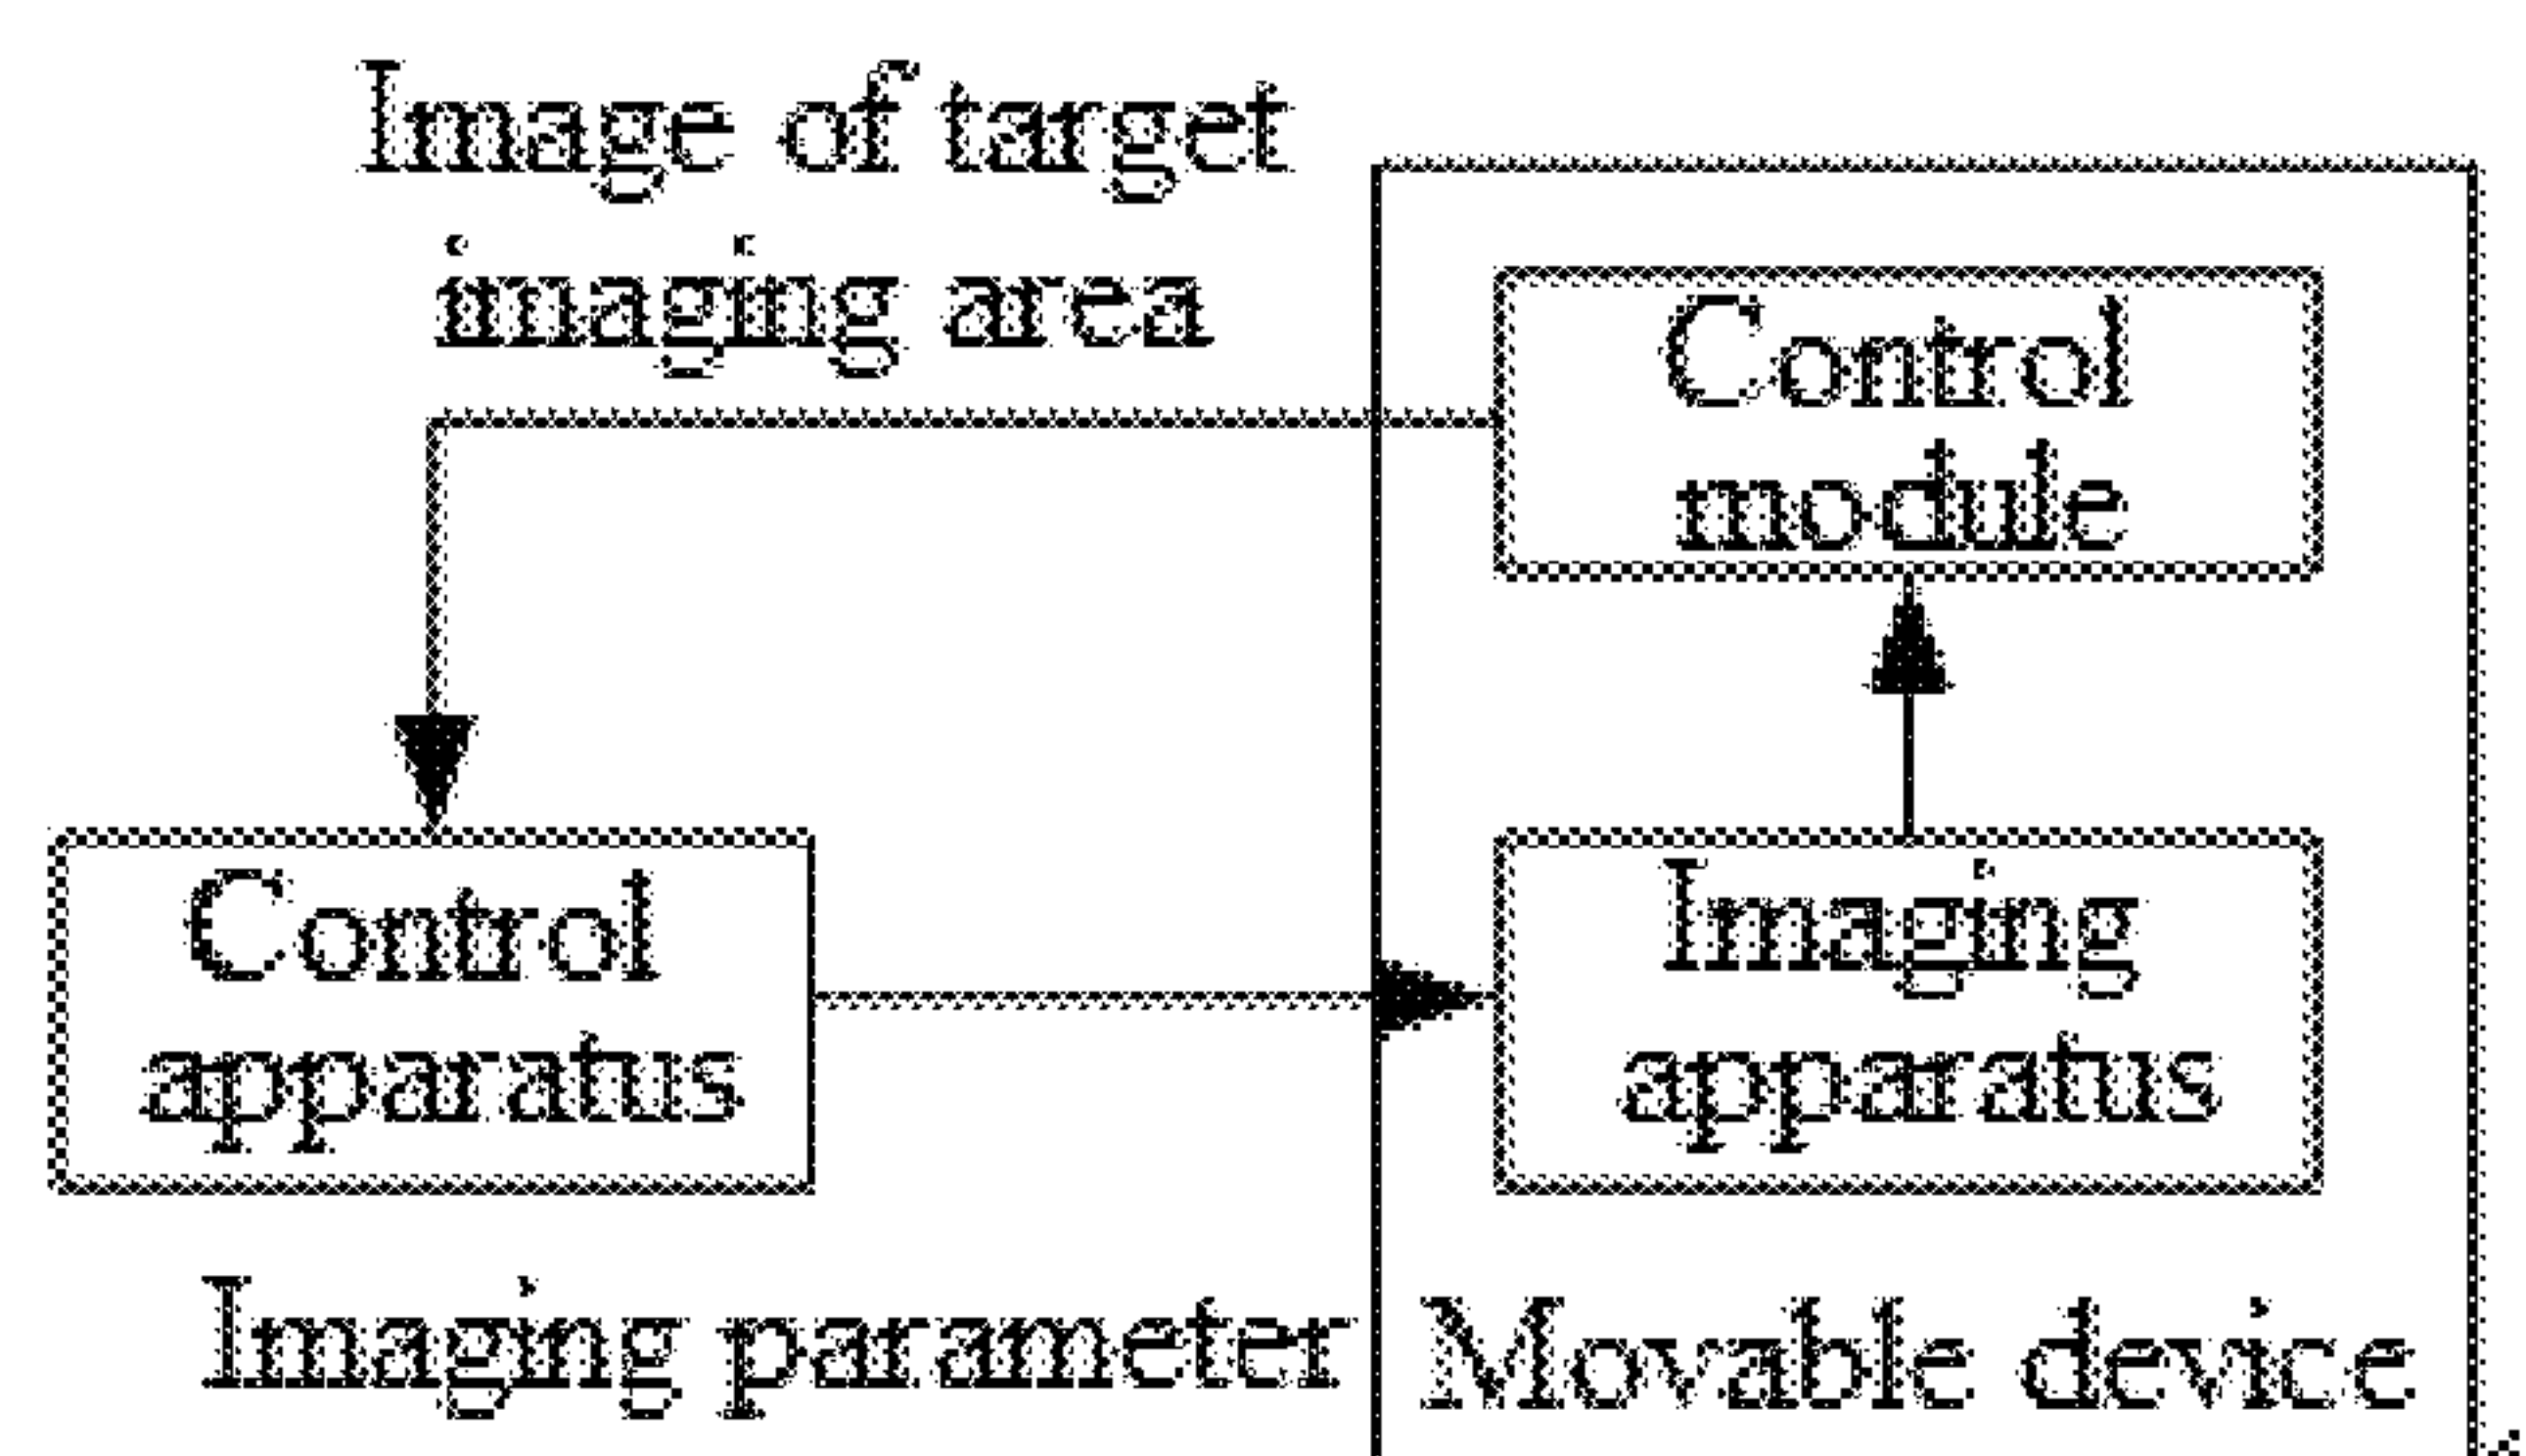 Image of target
imaging area
Control
module
Control
apparatus
Imaging
apparatus
Imaging parameter
Movable device